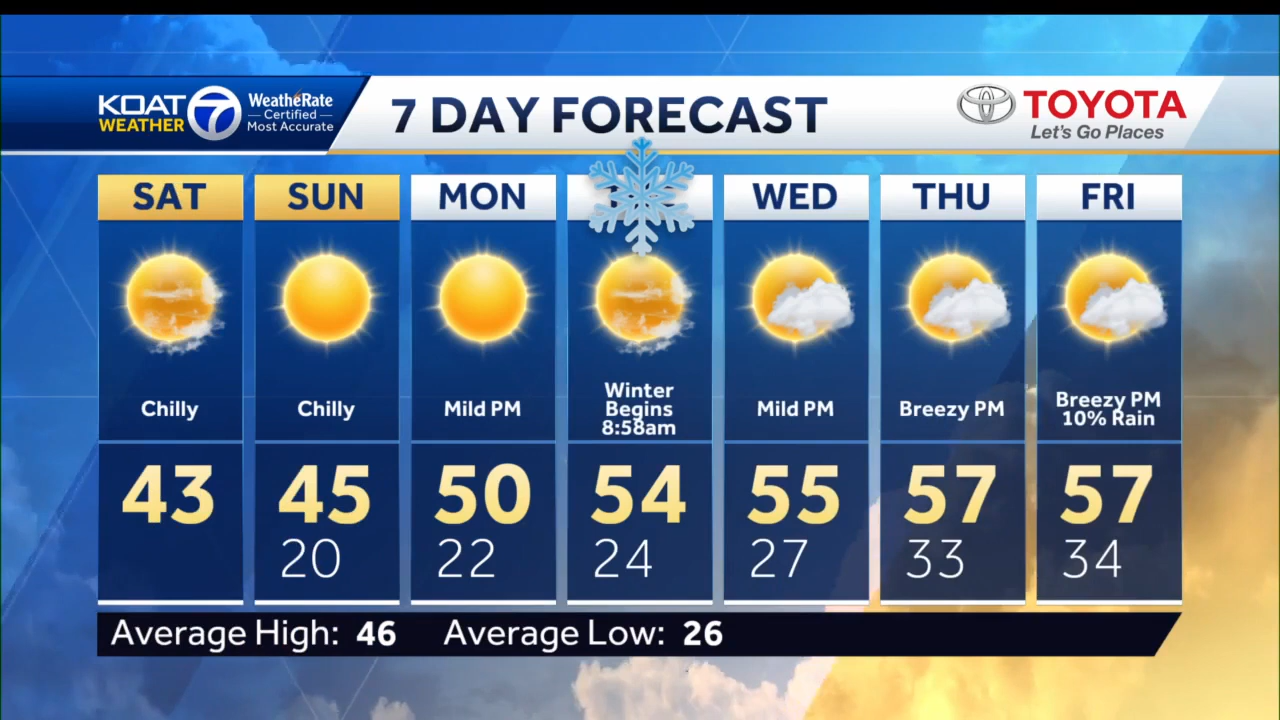 KOAT
WEATHER
7
WeatheRate
Certified
Most Accurate
7 DAY FORECAST
TOYOTA
Let's Go Places
SAT
SUN
MON
WED
THU
FRI
Chilly
Chilly
Mild PM
Winter
Begins
8:58am
Mild PM
Breezy PM
Breezy PM
10% Rain
43
45
50
54
55
57
57
20
22
24
27
33
34
Average High: 46 Average Low: 26